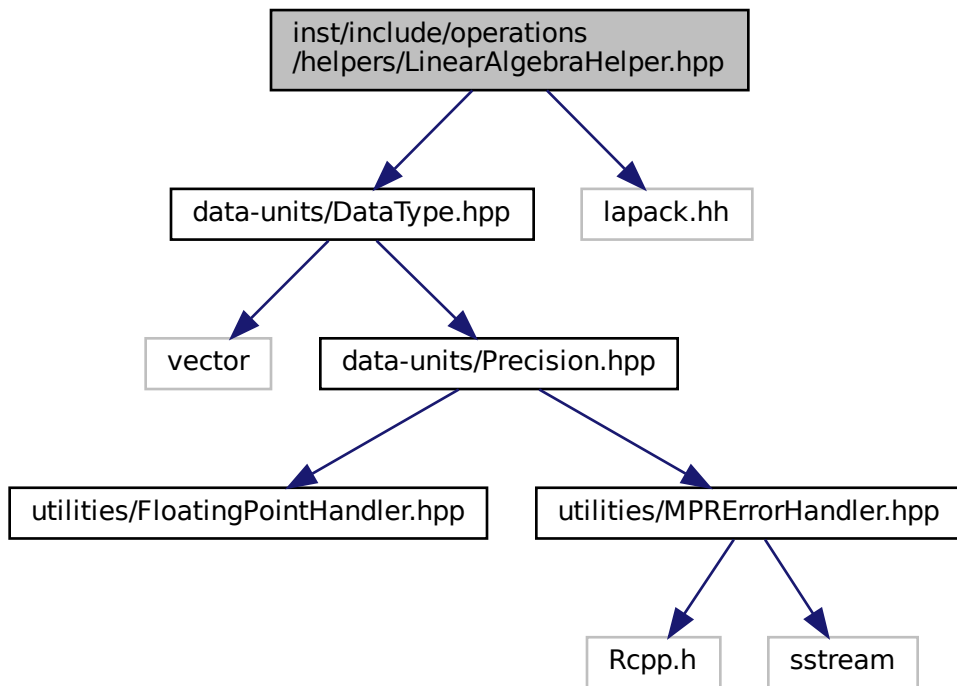 inst/include/operations
/helpers/LinearAlgebraHelper.hpp
data-units/DataType.hpp
lapack.hh
vector
data-units/Precision.hpp
utilities/FloatingPointHandler.hpp
utilities/MPRErrorHandler.hpp
Rcpp.h
sstream